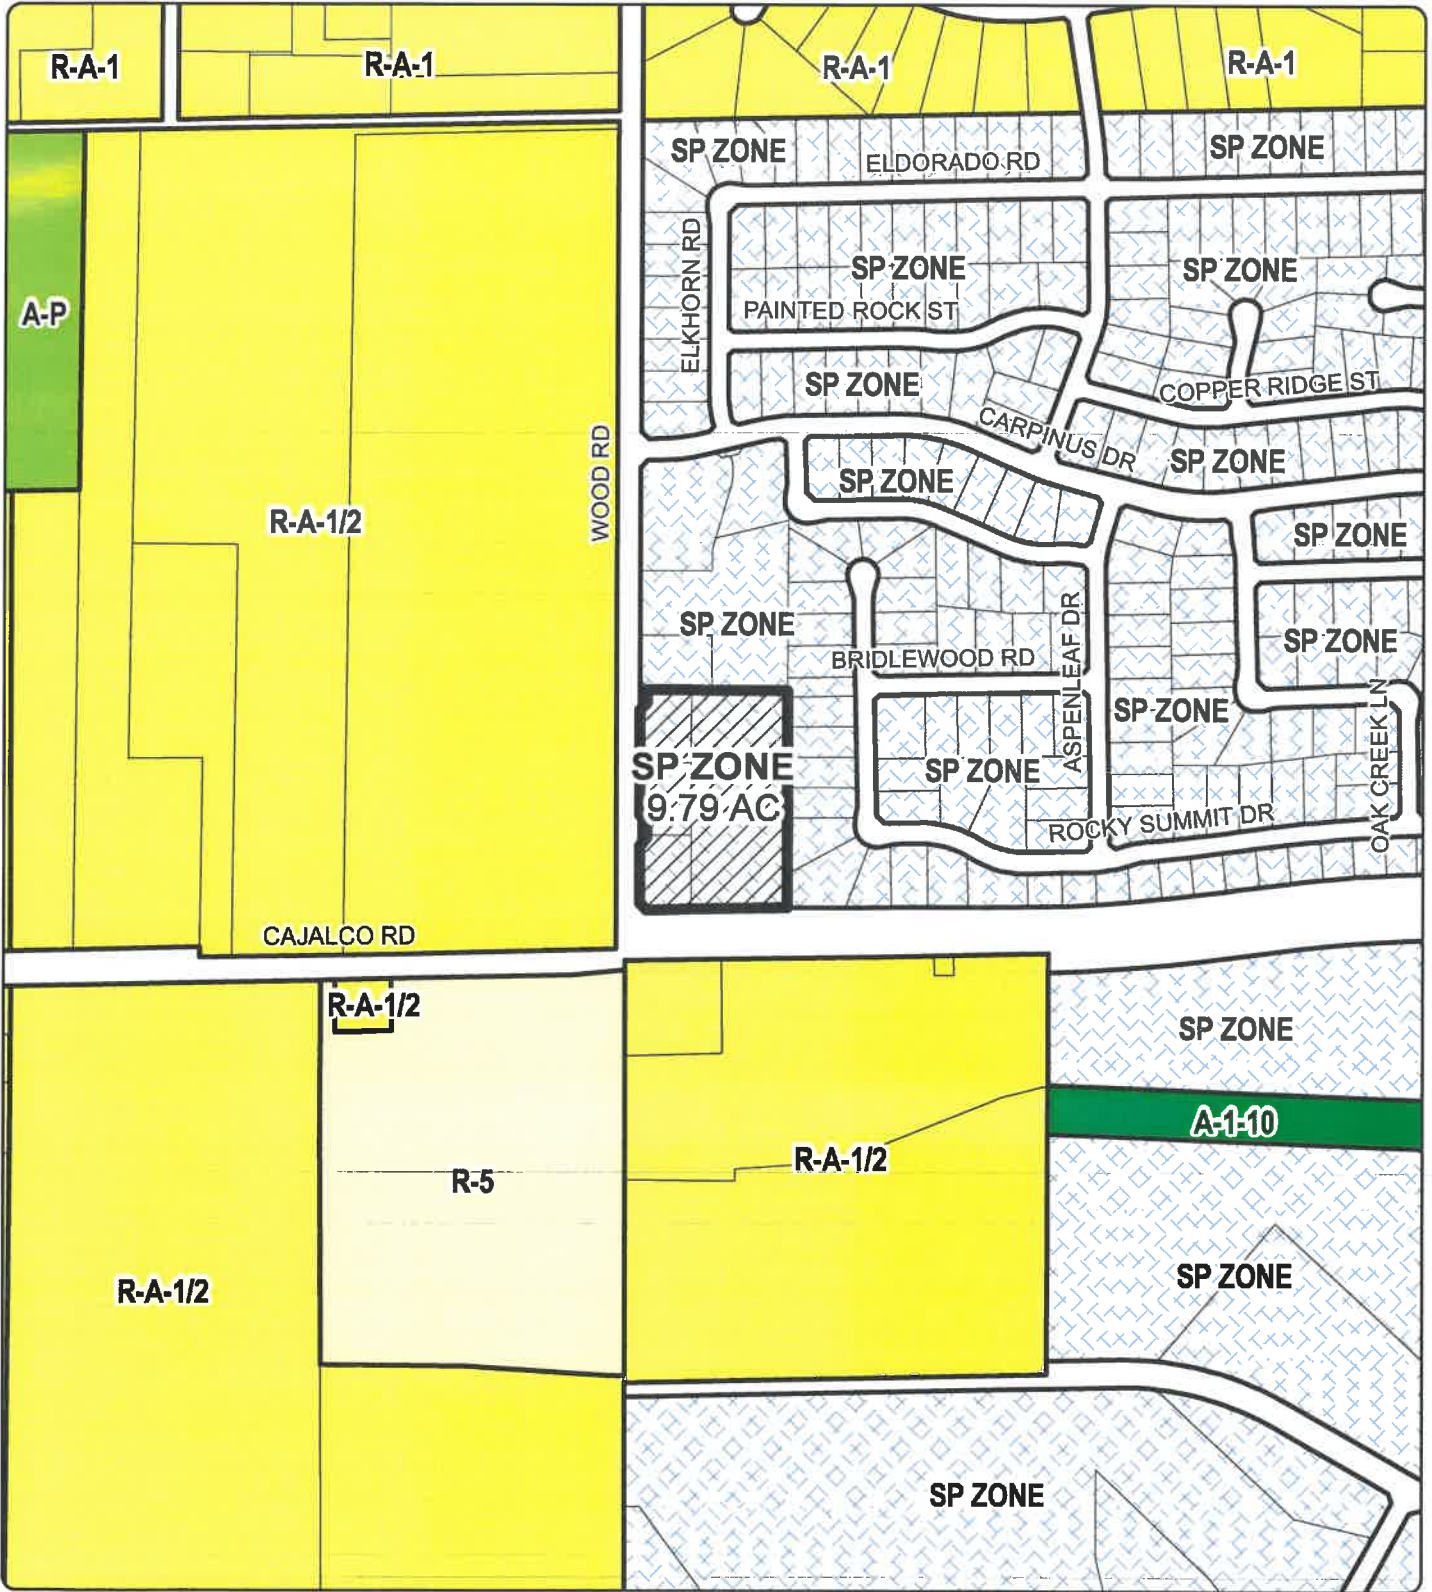 R-A-1
R-A-1
R-A-1
R-A-1
SP ZONE
SP ZONE
ELDORADO RD
ELKHORN RD
SP ZONE
SP ZONE
A-P
PAINTED ROCK ST
SP ZONE
COPPER RIDGE ST
CARPINUS DR
WOOD RD
SP ZONE
SP ZONE
R-A-1/2
SP ZONE
SP ZONE
SP ZONE
BRIDLEWOOD RD
ASPENLEAF DR
SP ZONE
OAK CREEK LN
SP ZONE
9.79 AC
SP ZONE
ROCKY SUMMIT DR
CAJALCO RD
R-A-1/2
SP ZONE
A-1-10
R-A-1/2
R-5
R-A-1/2
SP ZONE
SP ZONE